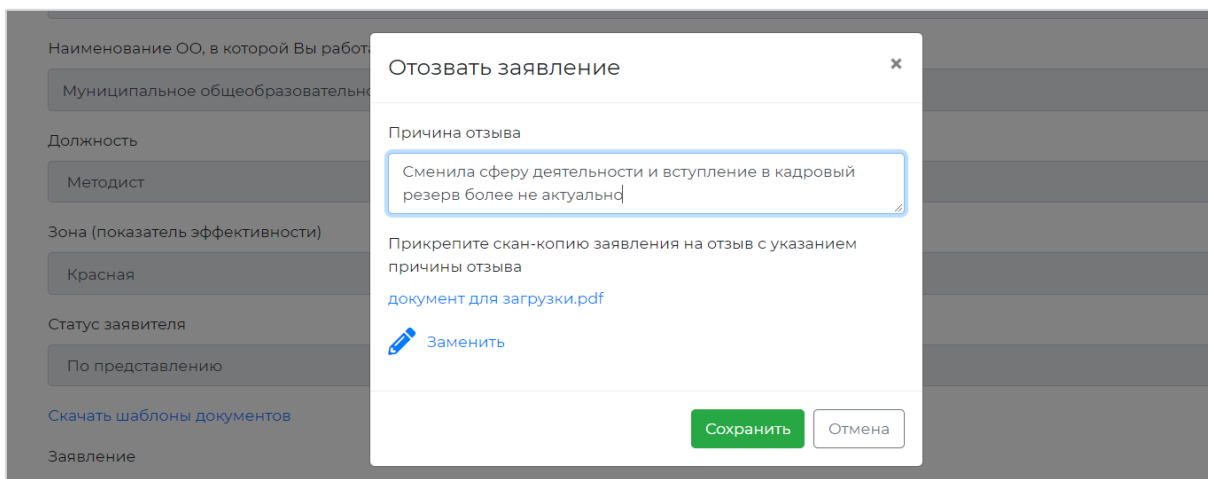 Наименование ОО, в которой Вы работ
Муниципальное общеобразовательн
Должность
Методист
Зона (показатель эффективности)
Красная
Статус заявителя
По представлению
Скачать шаблоны документов
Заявление
Отозвать заявление
×
Причина отзыва
Сменила сферу деятельности и вступление в кадровый
резерв более не актуально
Прикрепите скан-копию заявления на отзыв с указанием
причины отзыва
документ для загрузки.pdf
Заменить
Сохранить
Отмена